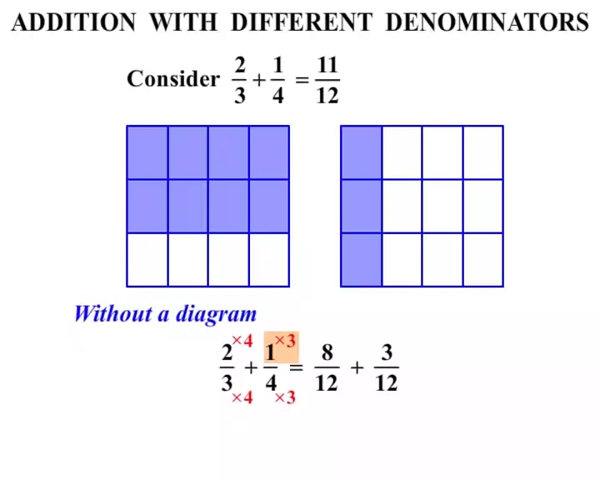 ADDITION WITH DIFFERENT DENOMINATORS
Consider 2/3 + 1/4 = 11/12
Without a diagram
2×4/3×4 + 1×3/4×3 = 8/12 + 3/12